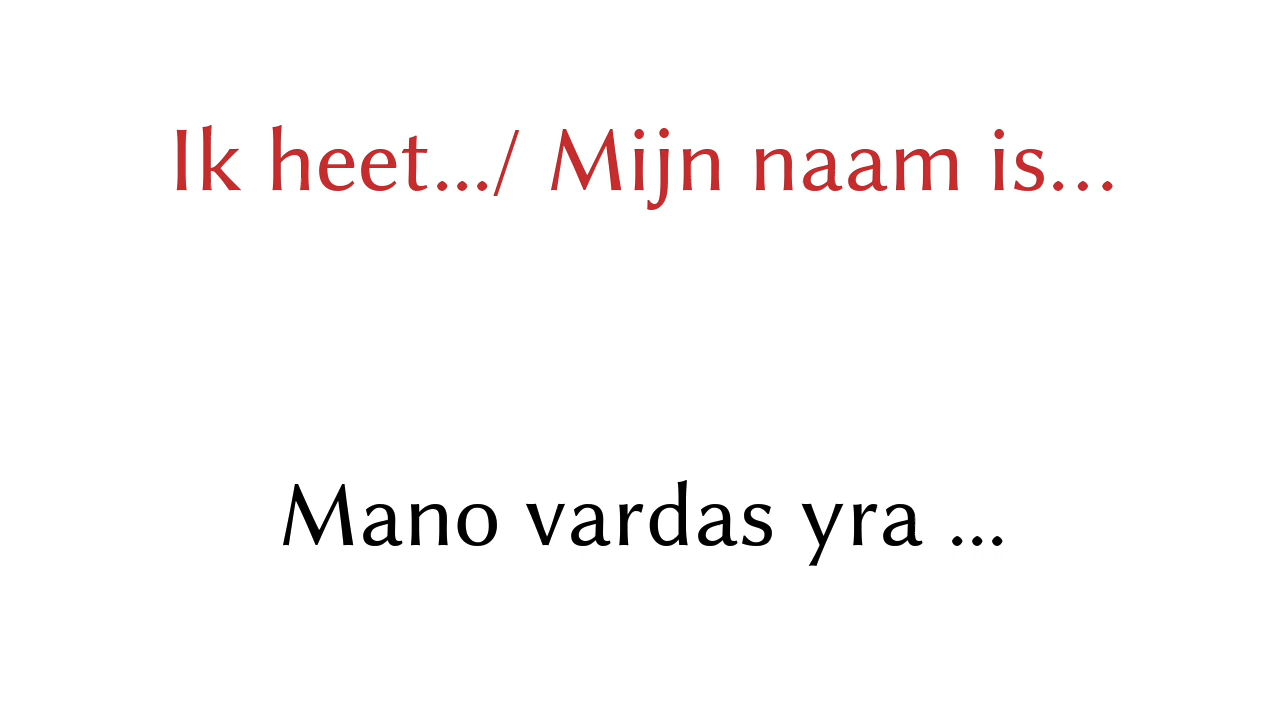 Ik heet.../ Mijn naam is…
Mano vardas yra ...